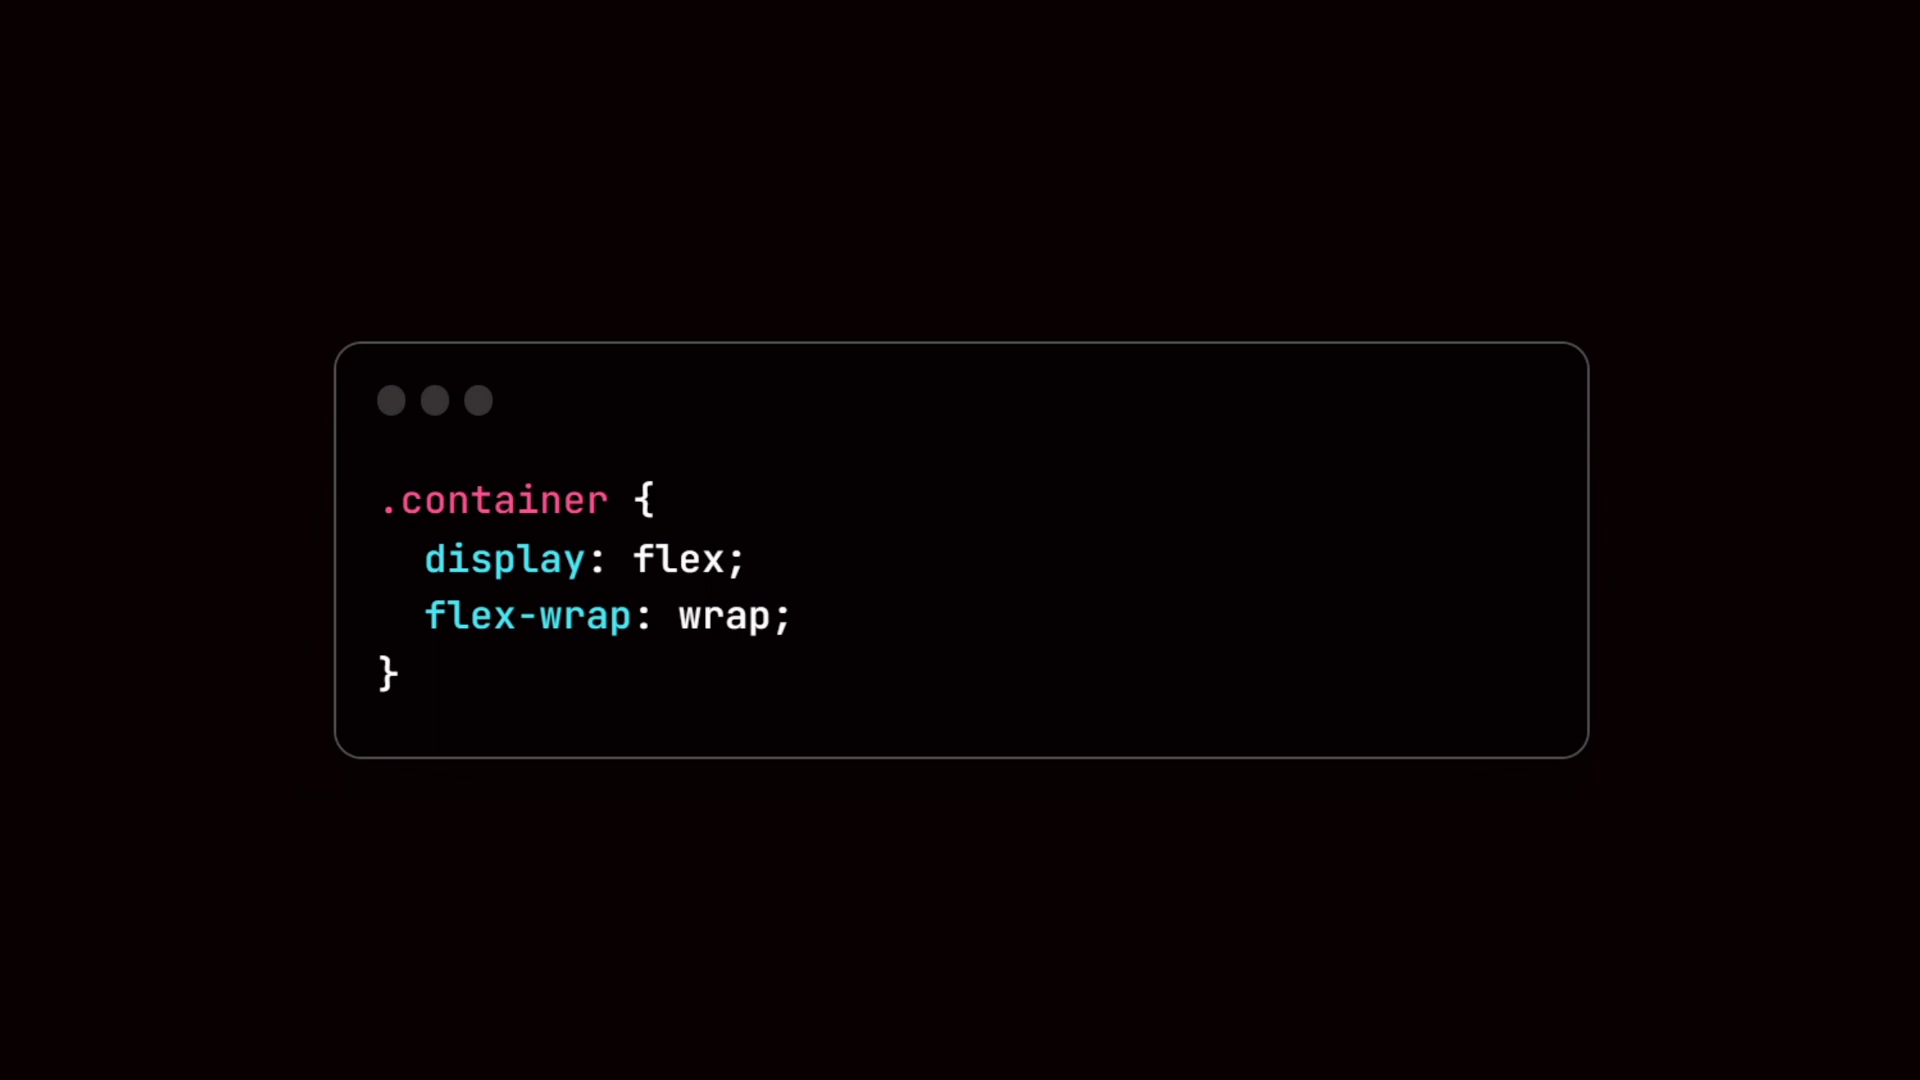 .container {
  display: flex;
  flex-wrap: wrap;
}